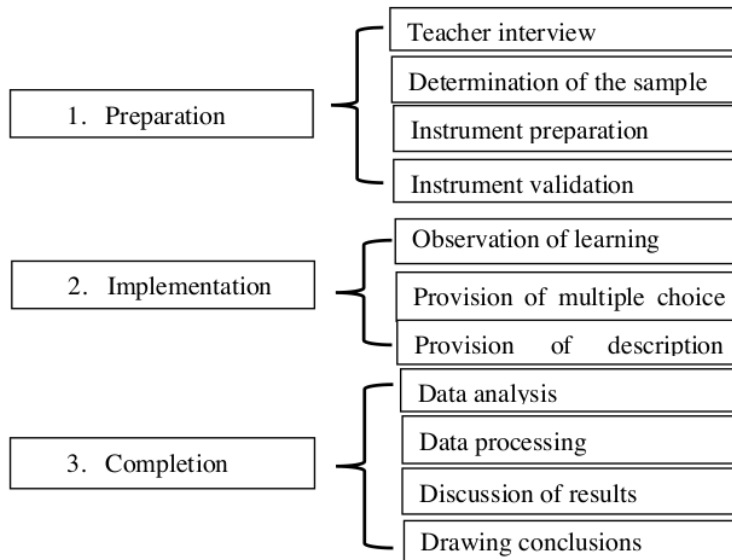 1. Preparation
Teacher interview
Determination of the sample
Instrument preparation
Instrument validation
2. Implementation
Observation of learning
Provision of multiple choice
Provision of description
3. Completion
Data analysis
Data processing
Discussion of results
Drawing conclusions